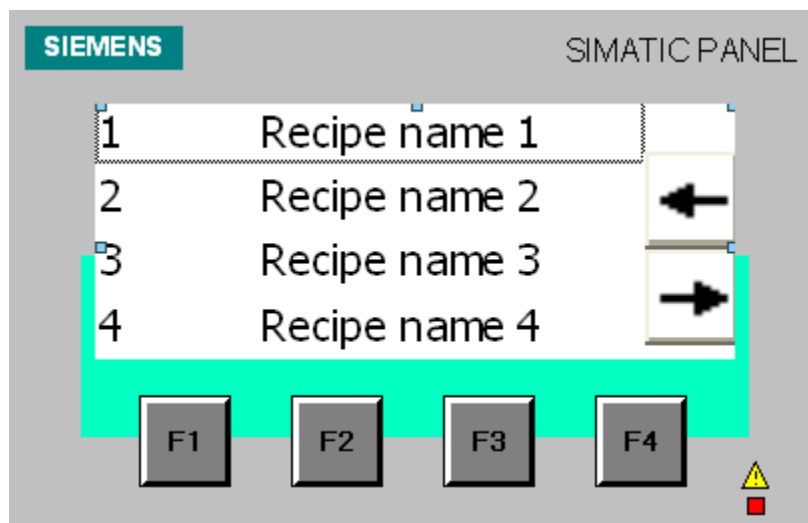 SIEMENS
SIMATIC PANEL
1 Recipe name 1
2 Recipe name 2
3 Recipe name 3
4 Recipe name 4
F1 F2 F3 F4